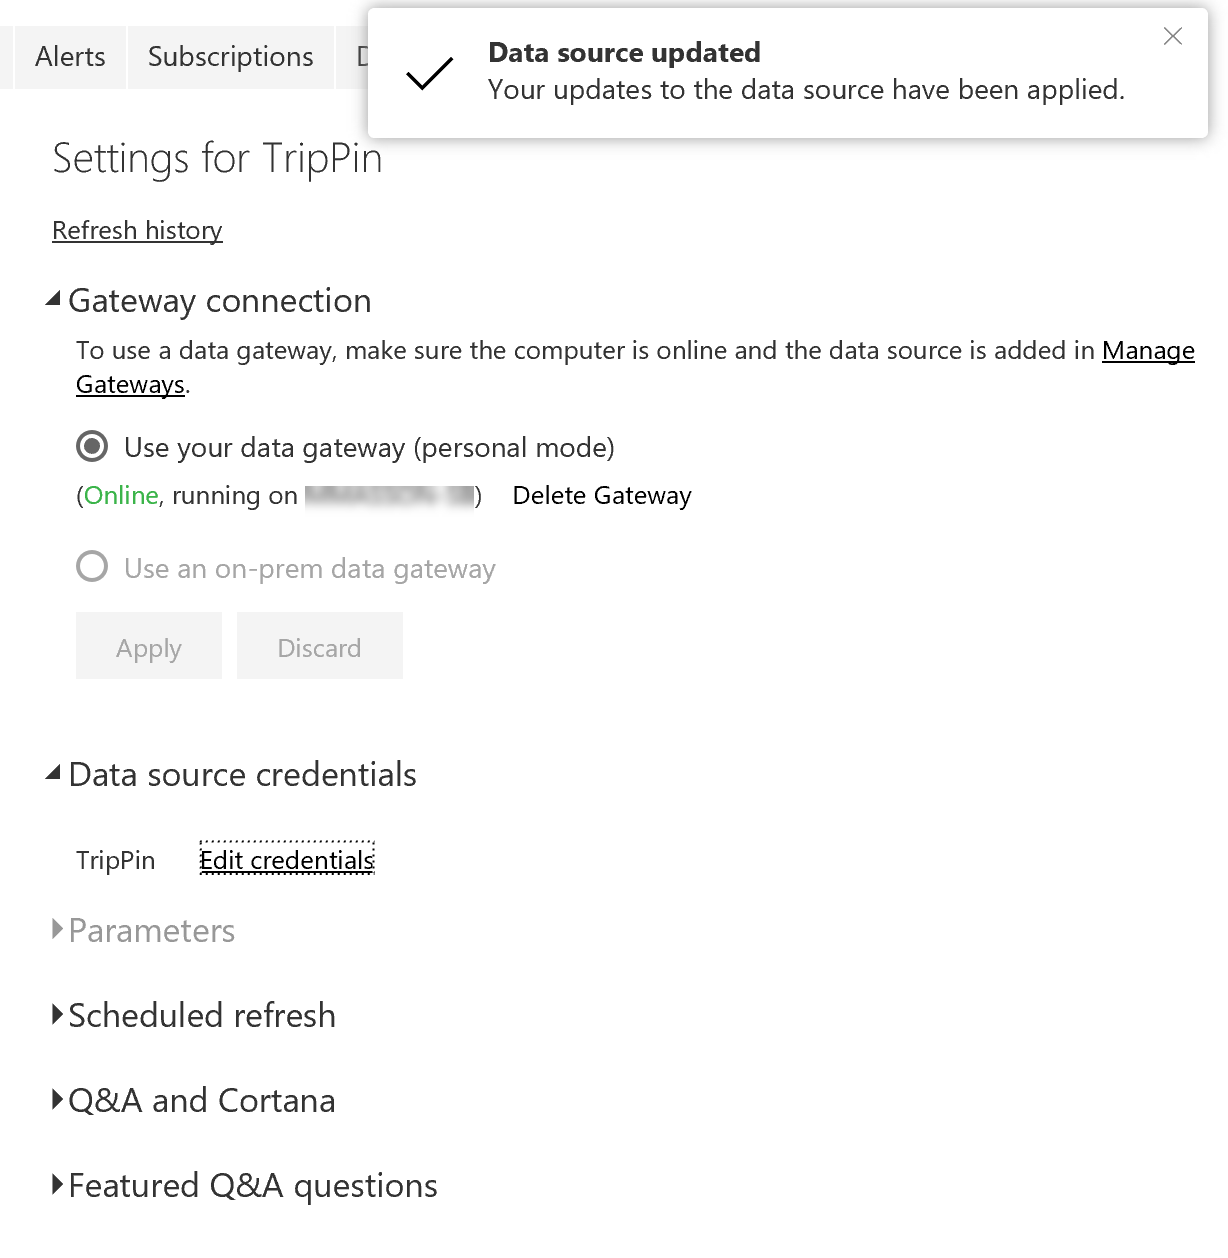 Alerts
Subscriptions
Data source updated
Your updates to the data source have been applied.
Settings for TripPin
Refresh history
Gateway connection
To use a data gateway, make sure the computer is online and the data source is added in Manage
Gateways.
Use your data gateway (personal mode)
(Online, running on ) Delete Gateway
Use an on-prem data gateway
Apply
Discard
Data source credentials
TripPin Edit credentials
Parameters
Scheduled refresh
Q&A and Cortana
Featured Q&A questions